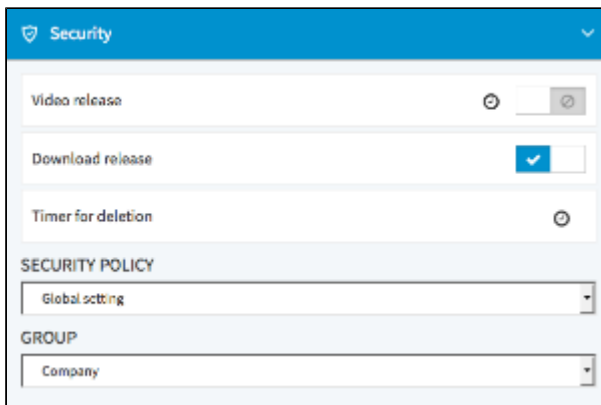 Security
Video release
Download release
Timer for deletion
SECURITY POLICY
Global setting
GROUP
Company